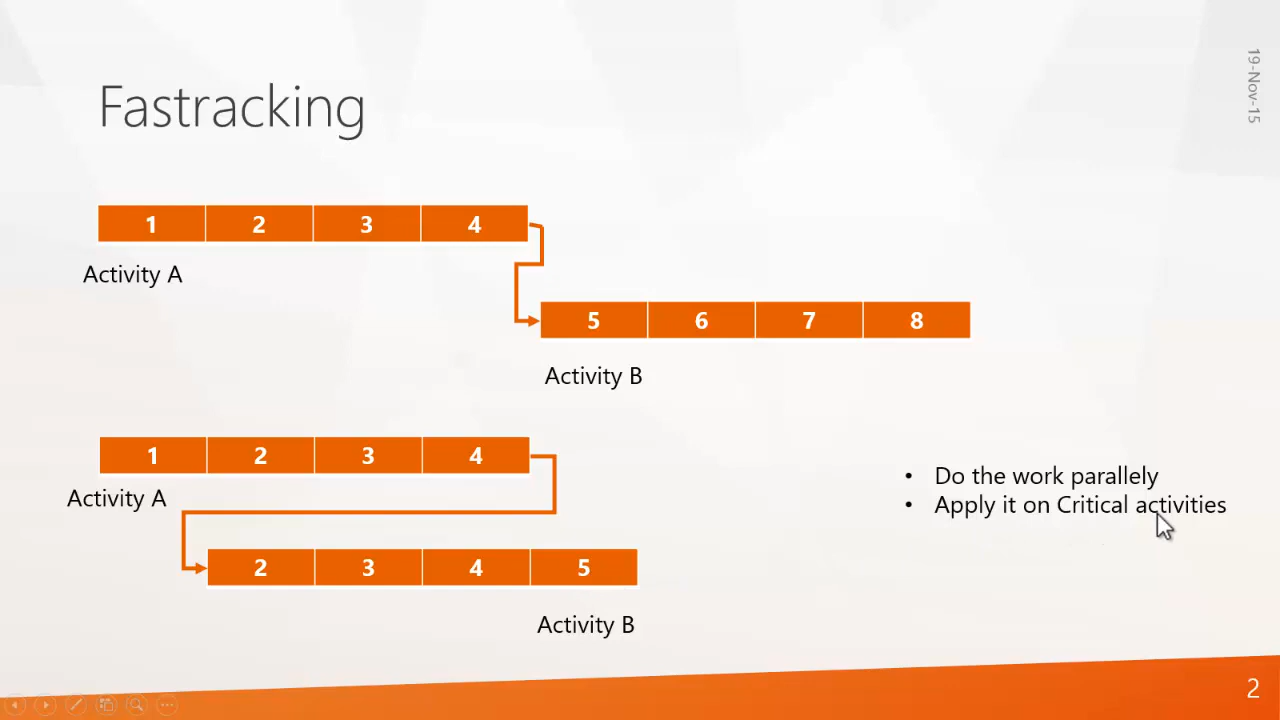 19-Nov-15
Fastracking
1 2 3 4
Activity A
5 6 7 8
Activity B
1 2 3 4
Activity A
2 3 4 5
Activity B
• Do the work parallely
• Apply it on Critical activities
2